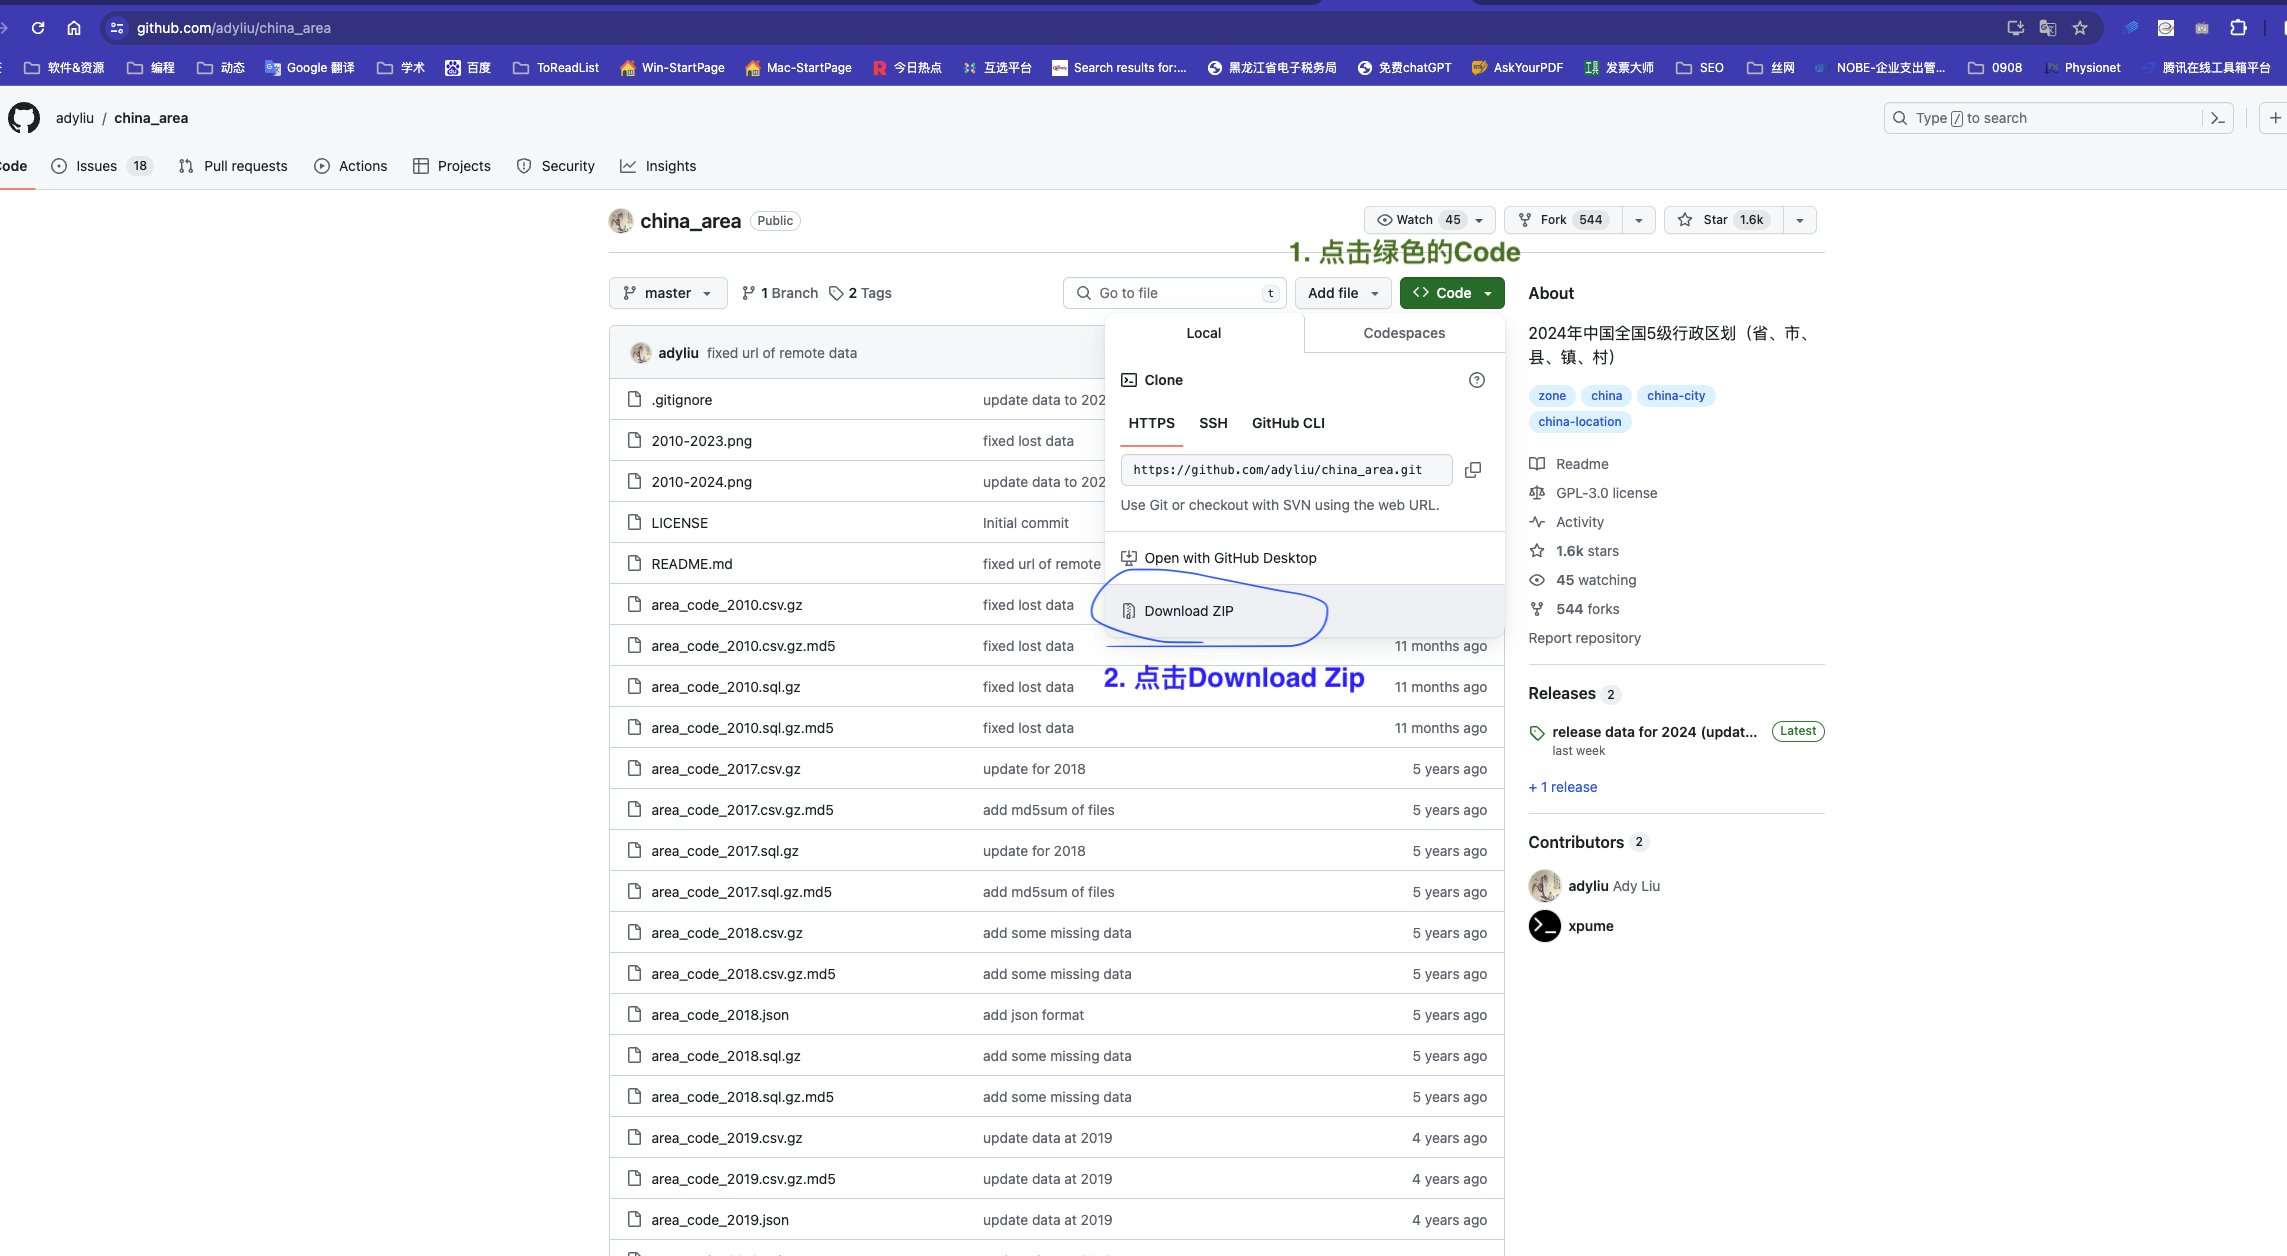 github.com/adyliu/china_area
软件&资源 编程 动态 Google 翻译 学术 百度 ToReadList Win-StartPage Mac-StartPage 今日热点 互选平台 Search results for:... 黑龙江省电子税务局 免费chatGPT AskYourPDF 发票大师 SEO 丝网 NOBE-企业支出管... 0908 Physionet 腾讯在线工具箱平台
adyliu / china_area
Type / to search
Code Issues 18 Pull requests Actions Projects Security Insights
china_area Public
Watch 45 Fork 544 Star 1.6k
1. 点击绿色的Code
master 1 Branch 2 Tags Go to file t Add file Code
Local Codespaces
Clone
HTTPS SSH GitHub CLI
https://github.com/adyliu/china_area.git
Use Git or checkout with SVN using the web URL.
Open with GitHub Desktop
Download ZIP
2. 点击Download Zip
adyliu fixed url of remote data
.gitignore update data to 202
2010-2023.png fixed lost data
2010-2024.png update data to 202
LICENSE Initial commit
README.md fixed url of remote
area_code_2010.csv.gz fixed lost data
area_code_2010.csv.gz.md5 fixed lost data 11 months ago
area_code_2010.sql.gz fixed lost data 11 months ago
area_code_2010.sql.gz.md5 fixed lost data 11 months ago
area_code_2017.csv.gz update for 2018 5 years ago
area_code_2017.csv.gz.md5 add md5sum of files 5 years ago
area_code_2017.sql.gz update for 2018 5 years ago
area_code_2017.sql.gz.md5 add md5sum of files 5 years ago
area_code_2018.csv.gz add some missing data 5 years ago
area_code_2018.csv.gz.md5 add some missing data 5 years ago
area_code_2018.json add json format 5 years ago
area_code_2018.sql.gz add some missing data 5 years ago
area_code_2018.sql.gz.md5 add some missing data 5 years ago
area_code_2019.csv.gz update data at 2019 4 years ago
area_code_2019.csv.gz.md5 update data at 2019 4 years ago
area_code_2019.json update data at 2019 4 years ago
About
2024年中国全国5级行政区划（省、市、
县、镇、村）
zone china china-city
china-location
Readme
GPL-3.0 license
Activity
1.6k stars
45 watching
544 forks
Report repository
Releases 2
release data for 2024 (updat... Latest
last week
+ 1 release
Contributors 2
adyliu Ady Liu
xpume